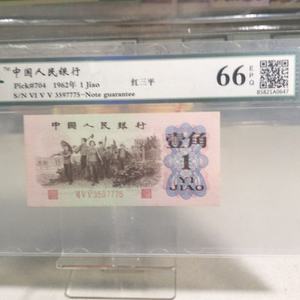 中国人民银行
Pick#704 1962年 1 Jiao 红三平
S/N VI V V 3597775-Note guarantee
66 EPQ
85821A0647
中国人民银行
壹角
1
YI
JIAO
VI V V 3597775